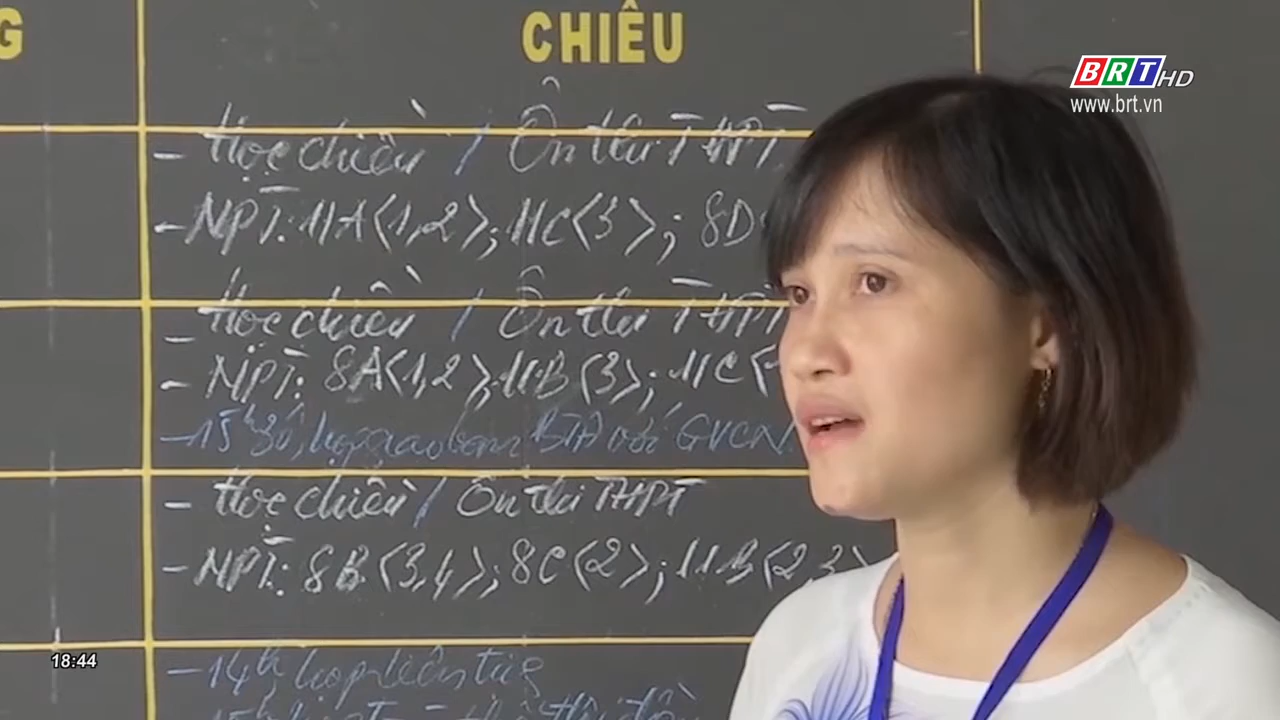 G
CHIỀU
BRT HD
www.brt.vn
- Học chiều / Ôn thi THPT
- NPT: 11A<1,2>; 11C<3>; 8D
- Học chiều / Ôn thi THPT
- NPT: 8A<1,2>; 11B<3>; 11C<
- 15h30, họp giao ban BTĐ với GVCN
- Học chiều / Ôn thi THPT
- NPT: 8B<3,4>; 8C<2>; 11B<2,3>
18:44
- 14h họp liên tịch